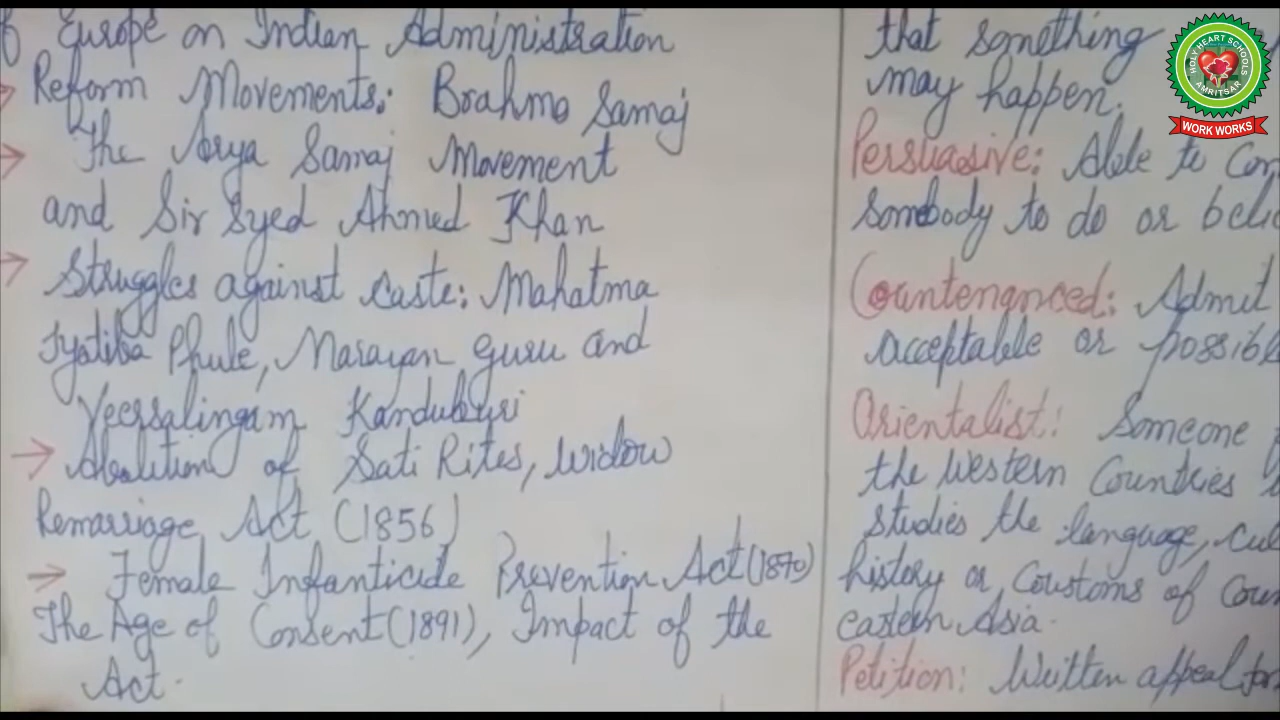 Europe on Indian Administration
Reform Movements: Brahmo Samaj
The Arya Samaj Movement
and Sir Syed Ahmed Khan
Struggles against caste: Mahatma
Jyotiba Phule, Narayan Guru and
Veersalingam Kandukuri
Abolition of Sati Rites, Widow
Remarriage Act (1856)
Female Infanticide Prevention Act (1870)
The Age of Consent (1891), Impact of the
Act.
that something
may happen.
Persuasive: Able to
Somebody to do or
Countenanced: Admit
acceptable or possible
Orientalist: Someone
the Western Countries
studies the language,
history or Coustoms of
eastern Asia.
Petition: Written appeal for
HOLY HEART SCHOOLS
AMRITSAR
WORK WORKS